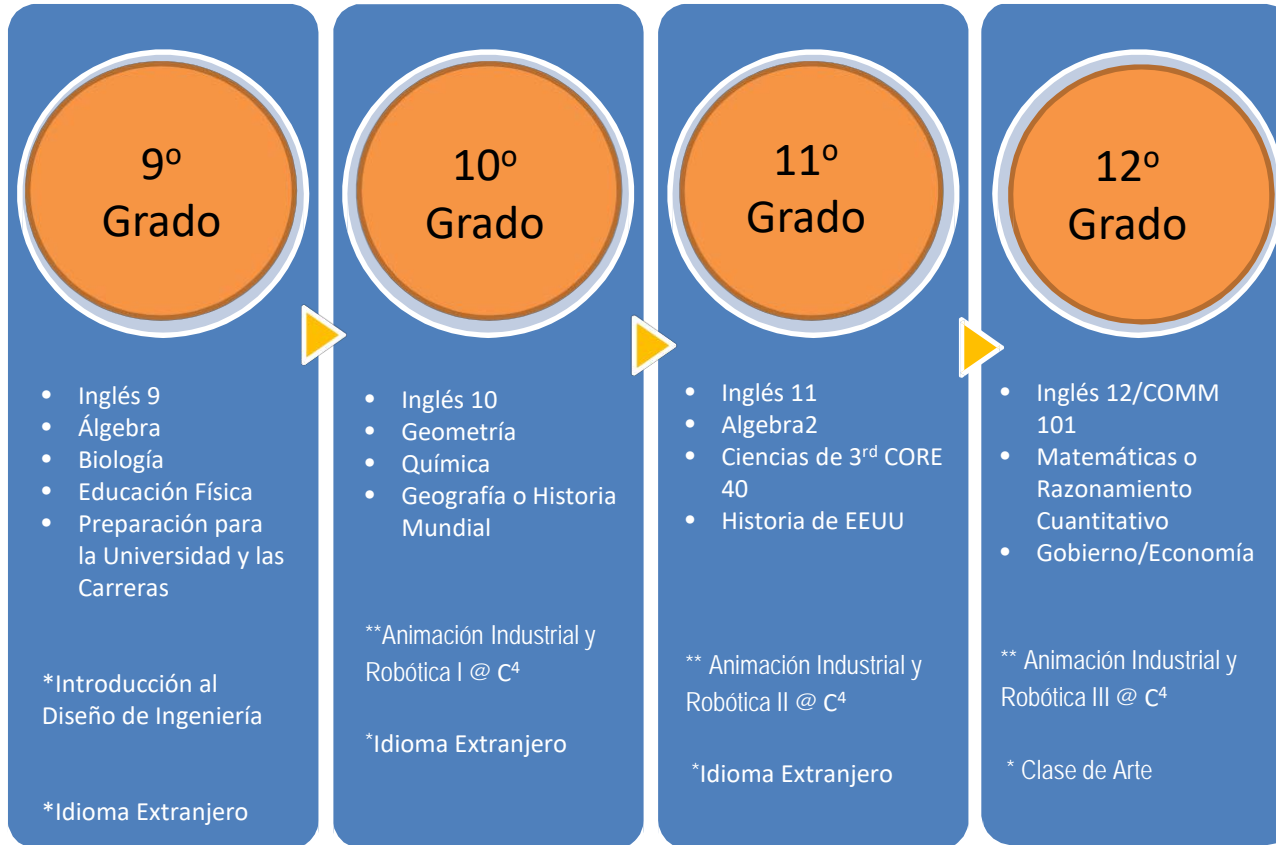 9º
Grado
• Inglés 9
• Álgebra
• Biología
• Educación Física
• Preparación para
la Universidad y las
Carreras
*Introducción al
Diseño de Ingeniería
*Idioma Extranjero
10º
Grado
• Inglés 10
• Geometría
• Química
• Geografía o Historia
Mundial
**Animación Industrial y
Robótica I @ C⁴
*Idioma Extranjero
11º
Grado
• Inglés 11
• Algebra2
• Ciencias de 3rd CORE
40
• Historia de EEUU
** Animación Industrial y
Robótica II @ C⁴
*Idioma Extranjero
12º
Grado
• Inglés 12/COMM
101
• Matemáticas o
Razonamiento
Cuantitativo
• Gobierno/Economía
** Animación Industrial y
Robótica III @ C⁴
* Clase de Arte